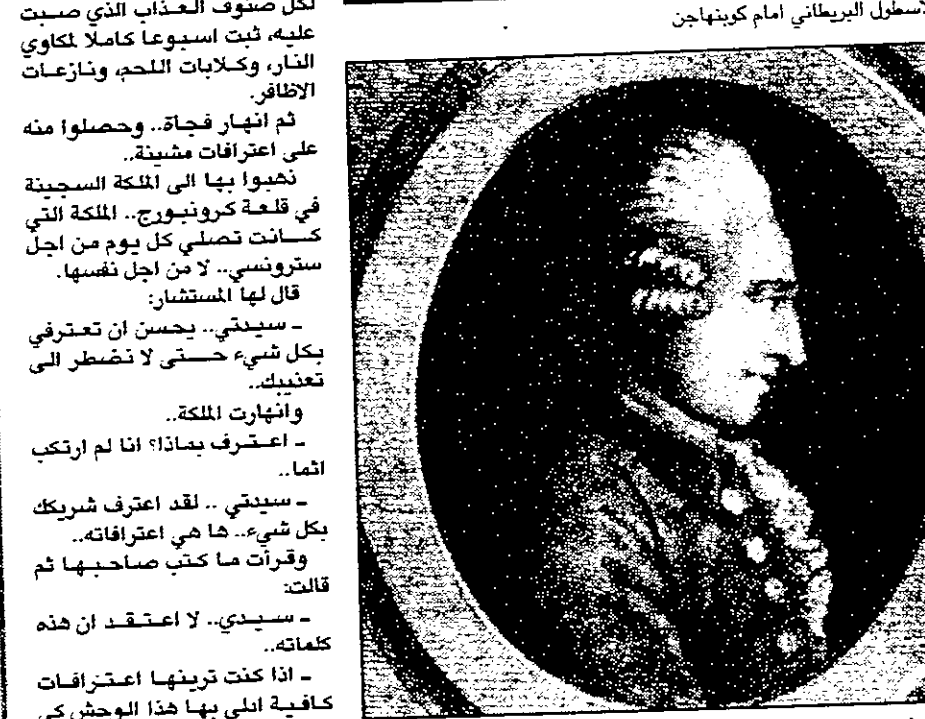 الاسطول البريطاني امام كوبنهاجن
لكل صنوف العذاب الذي صبت
عليه، ثبت اسبوعا كاملا لمكاوي
النار، وكلابات اللحم، ونازعات
الاظافر.
ثم انهار فجاة.. وحصلوا منه
على اعترافات مشينة..
ذهبوا بها الى الملكة السجينة
في قلعة كرونبورج.. الملكة التي
كانت تصلي كل يوم من اجل
سترونسي.. لا من اجل نفسها.
قال لها المستشار:
ـ سيدتي.. يحسن ان تعترفي
بكل شيء حتى لا نضطر الى
تعذيبك..
وانهارت الملكة..
ـ اعترف بماذا؟ انا لم ارتكب
اثما..
ـ سيدتي .. لقد اعترف شريكك
بكل شيء.. ها هي اعترافاته..
وقرأت ما كتب صاحبها ثم
قالت:
ـ سيدي.. لا اعتقد ان هذه
كلماته..
ـ اذا كنت ترينها اعترافات
كافية ادلى بها هذا الوحش كي